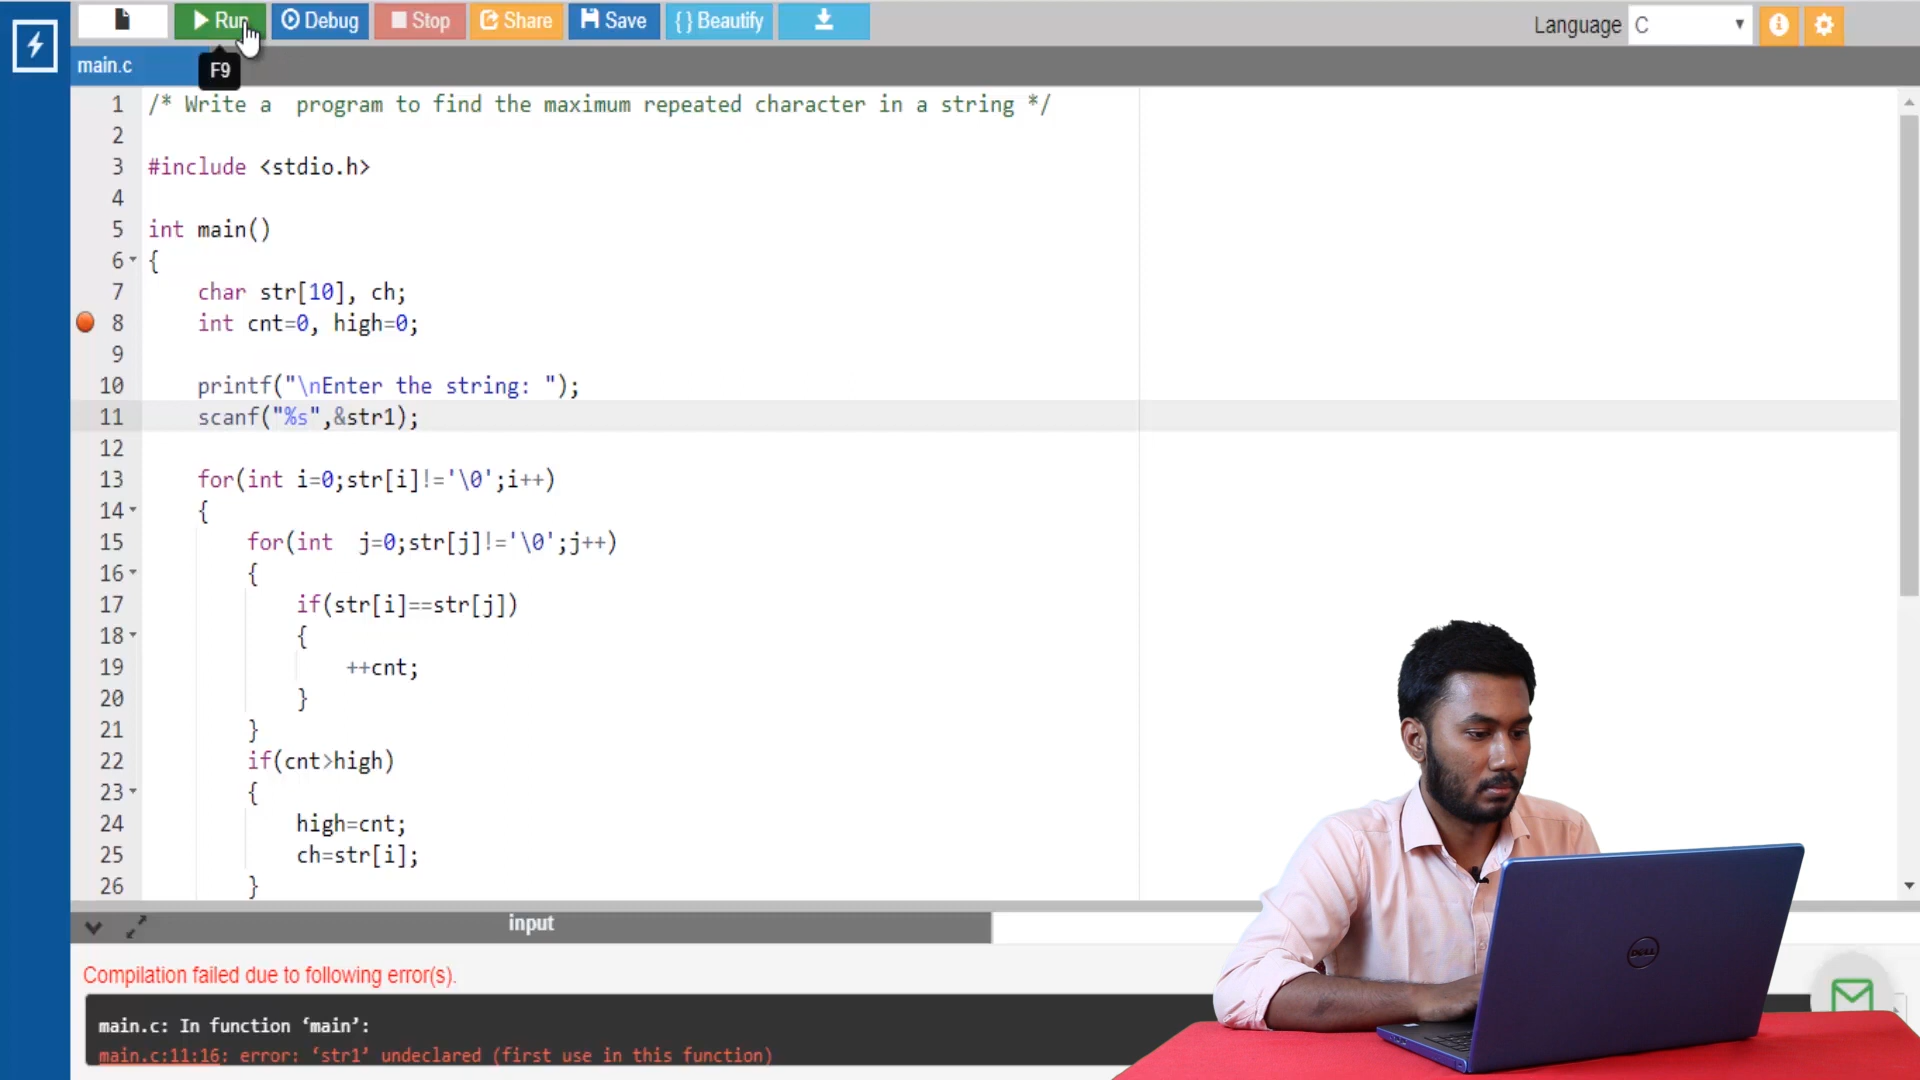 Run
Debug
Stop
Share
Save
{ } Beautify
Language C
main.c
F9
1 /* Write a  program to find the maximum repeated character in a string */
2
3 #include <stdio.h>
4
5 int main()
6 {
7 char str[10], ch;
8 int cnt=0, high=0;
9
10 printf("\nEnter the string: ");
11 scanf("%s",&str1);
12
13 for(int i=0;str[i]!='\0';i++)
14 {
15 for(int  j=0;str[j]!='\0';j++)
16 {
17 if(str[i]==str[j])
18 {
19 ++cnt;
20 }
21 }
22 if(cnt>high)
23 {
24 high=cnt;
25 ch=str[i];
26 }
input
Compilation failed due to following error(s).
main.c: In function ‘main’:
main.c:11:16: error: ‘str1’ undeclared (first use in this function)
DELL